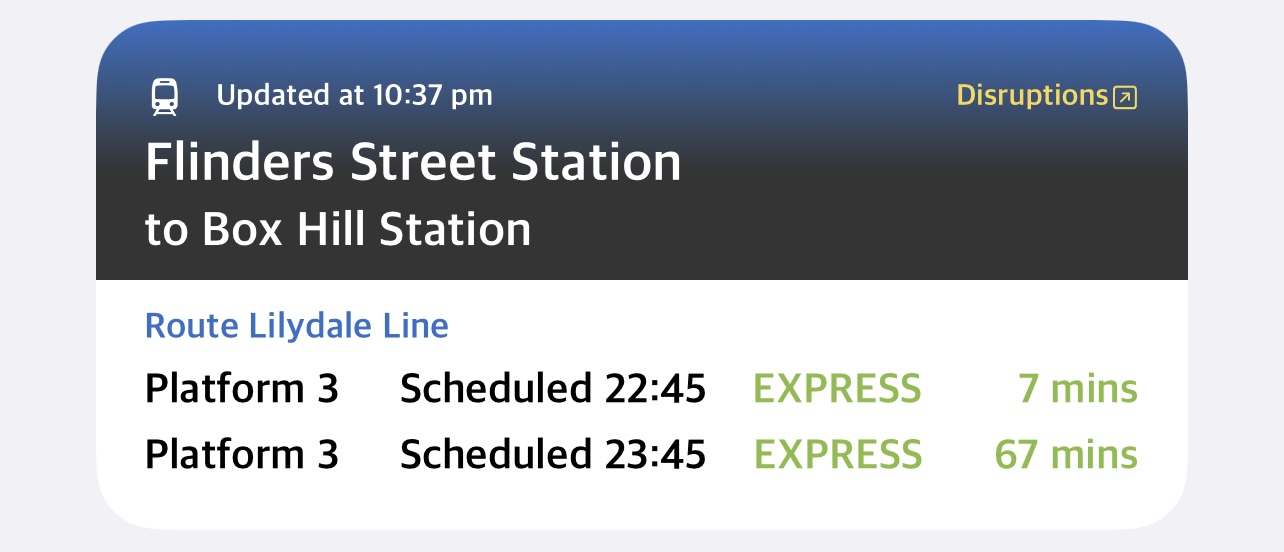 Updated at 10:37 pm Disruptions
Flinders Street Station
to Box Hill Station
Route Lilydale Line
Platform 3 Scheduled 22:45 EXPRESS 7 mins
Platform 3 Scheduled 23:45 EXPRESS 67 mins